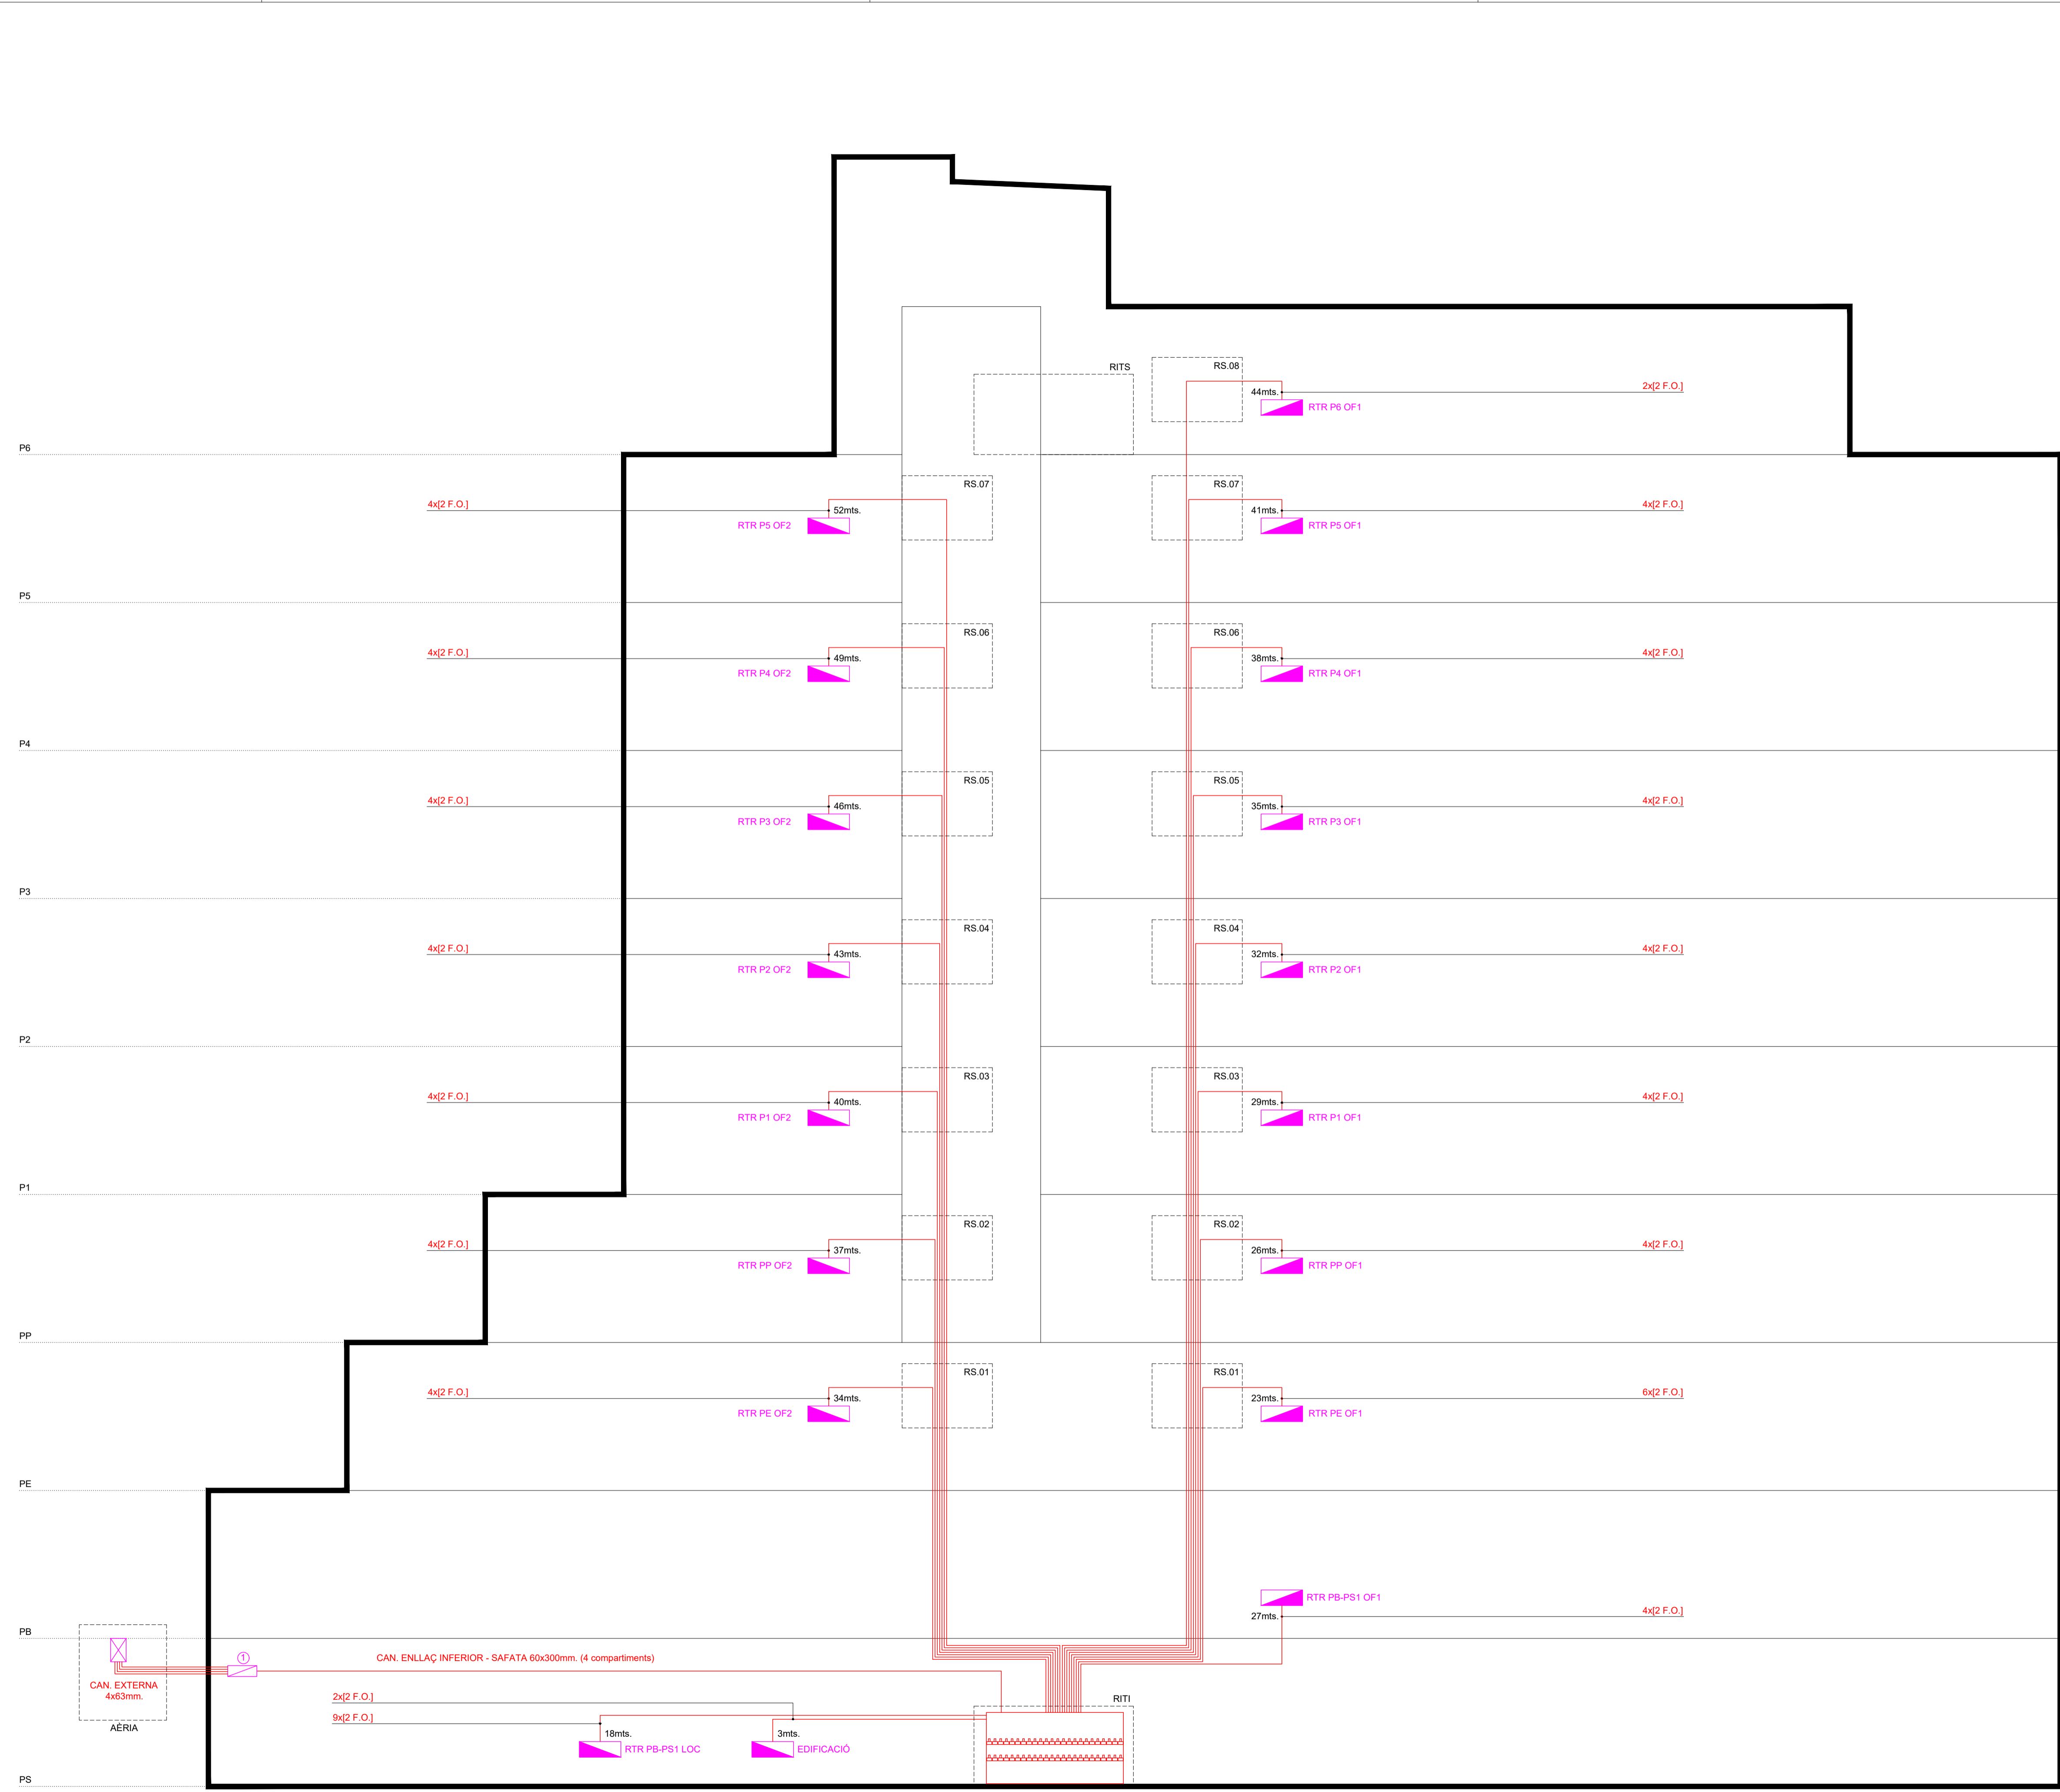 RITS
RS.08
44mts.
2x[2 F.O.]
RTR P6 OF1
P6
RS.07
RS.07
4x[2 F.O.]
52mts.
41mts.
4x[2 F.O.]
RTR P5 OF2
RTR P5 OF1
P5
RS.06
RS.06
4x[2 F.O.]
49mts.
38mts.
4x[2 F.O.]
RTR P4 OF2
RTR P4 OF1
P4
RS.05
RS.05
4x[2 F.O.]
46mts.
35mts.
4x[2 F.O.]
RTR P3 OF2
RTR P3 OF1
P3
RS.04
RS.04
4x[2 F.O.]
43mts.
32mts.
4x[2 F.O.]
RTR P2 OF2
RTR P2 OF1
P2
RS.03
RS.03
4x[2 F.O.]
40mts.
29mts.
4x[2 F.O.]
RTR P1 OF2
RTR P1 OF1
P1
RS.02
RS.02
4x[2 F.O.]
37mts.
26mts.
4x[2 F.O.]
RTR PP OF2
RTR PP OF1
PP
RS.01
RS.01
4x[2 F.O.]
34mts.
23mts.
6x[2 F.O.]
RTR PE OF2
RTR PE OF1
PE
RTR PB-PS1 OF1
27mts.
4x[2 F.O.]
PB
1
CAN. ENLLAÇ INFERIOR - SAFATA 60x300mm. (4 compartiments)
CAN. EXTERNA
4x63mm.
AÈRIA
2x[2 F.O.]
RITI
9x[2 F.O.]
18mts.
3mts.
RTR PB-PS1 LOC
EDIFICACIÓ
PS